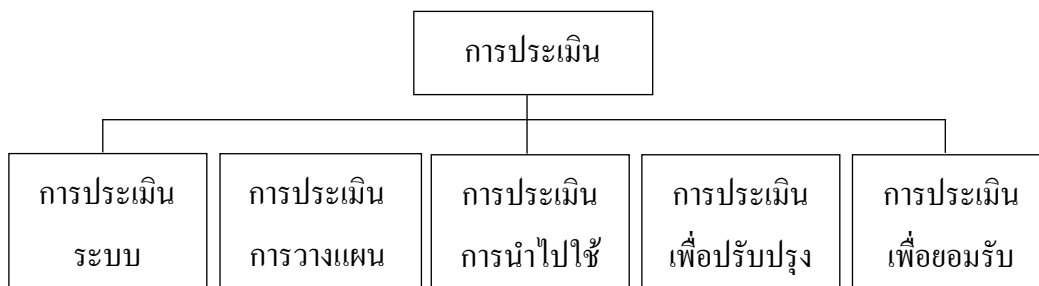 การประเมิน
การประเมิน
ระบบ
การประเมิน
การวางแผน
การประเมิน
การนำไปใช้
การประเมิน
เพื่อปรับปรุง
การประเมิน
เพื่อยอมรับ